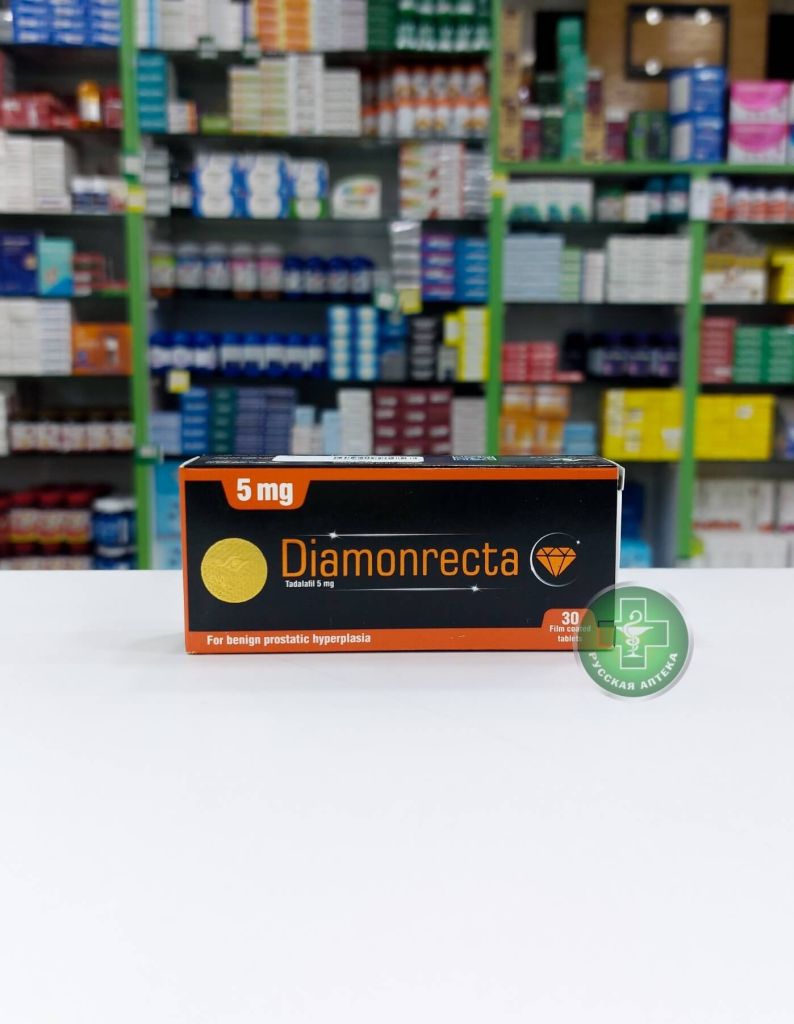 5 mg
Diamonrecta
Tadalafil 5 mg
30
Film coated
tablets
For benign prostatic hyperplasia
РУССКАЯ АПТЕКА